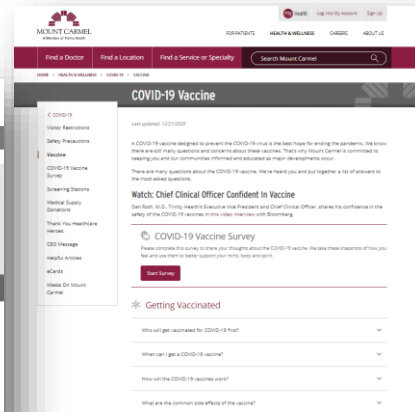 my Health Log Into My Account Sign Up
MOUNT CARMEL
A Member of Trinity Health
FOR PATIENTS HEALTH & WELLNESS CAREERS ABOUT US
Find a Doctor Find a Location Find a Service or Specialty Search Mount Carmel
HOME > HEALTH & WELLNESS > COVID-19 > VACCINE
COVID-19 Vaccine
COVID-19
Visitor Restrictions
Safety Precautions
Vaccine
COVID-19 Vaccine
Survey
Screening Stations
Medical Supply
Donations
Thank You Healthcare
Heroes
CEO Message
Helpful Articles
eCards
Masks On Mount
Carmel
Last updated: 12/21/2020
A COVID-19 vaccine designed to prevent the COVID-19 virus is the best hope for ending the pandemic. We know
there are still many questions and concerns about these vaccines. That's why Mount Carmel is committed to
keeping you and our communities informed and educated as major developments occur.
There are many questions about the COVID-19 vaccine. We've heard you and put together a list of answers to
the most asked questions.
Watch: Chief Clinical Officer Confident in Vaccine
Dan Roth, M.D., Trinity Health's Executive Vice President and Chief Clinical Officer, shares his confidence in the
safety of the COVID-19 vaccines in this video interview with Bloomberg.
COVID-19 Vaccine Survey
Please complete this survey to share your thoughts about the COVID-19 vaccine. We take these snapshots of how you
feel and use them to better support your mind, body and spirit.
Start Survey
Getting Vaccinated
Who will get vaccinated for COVID-19 first?
When can I get a COVID-19 vaccine?
How will the COVID-19 vaccines work?
What are the common side effects of the vaccine?